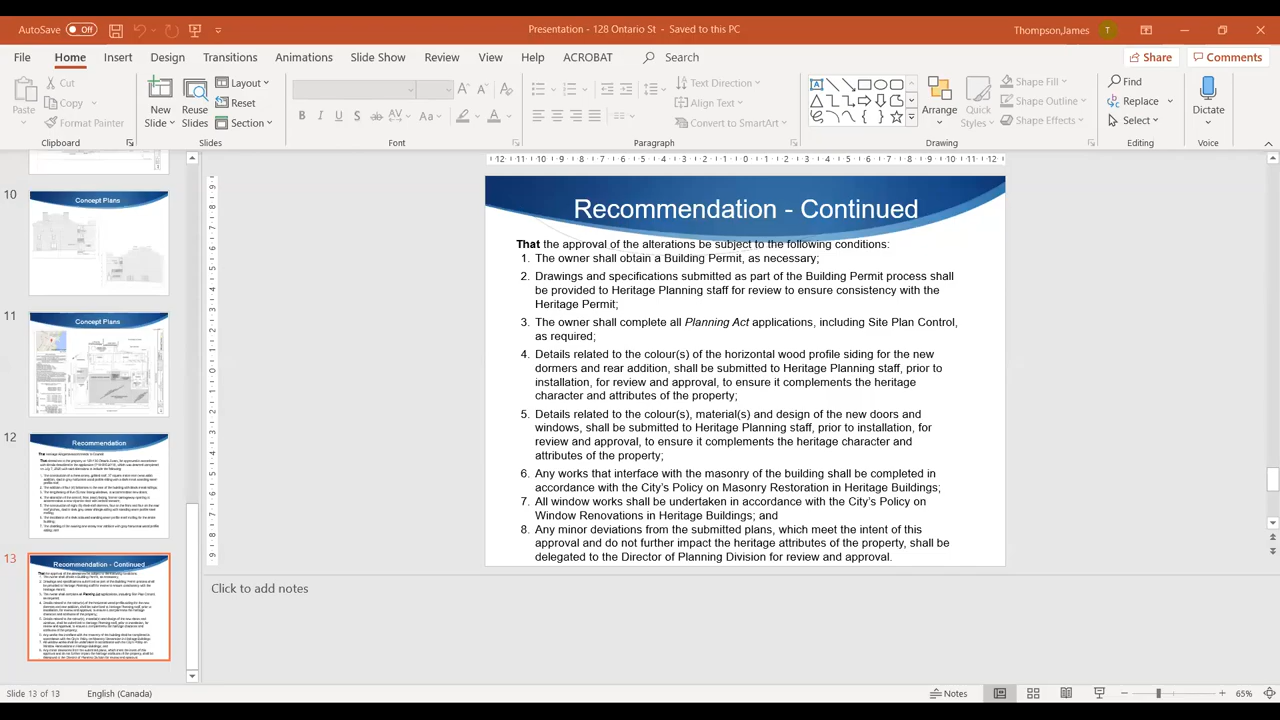 AutoSave Off
Presentation - 128 Ontario St - Saved to this PC
Thompson,James T
File Home Insert Design Transitions Animations Slide Show Review View Help ACROBAT Search
Share Comments
Paste
Cut
Copy
Format Painter
Clipboard
New Slide
Reuse Slides
Layout
Reset
Section
Slides
Font
Text Direction
Align Text
Convert to SmartArt
Paragraph
Arrange
Quick Styles
Shape Fill
Shape Outline
Shape Effects
Drawing
Find
Replace
Select
Editing
Dictate
Voice
10
Concept Plans
11
Concept Plans
12
Recommendation
13
Recommendation - Continued
Recommendation - Continued
That the approval of the alterations be subject to the following conditions:
1. The owner shall obtain a Building Permit, as necessary;
2. Drawings and specifications submitted as part of the Building Permit process shall
be provided to Heritage Planning staff for review to ensure consistency with the
Heritage Permit;
3. The owner shall complete all Planning Act applications, including Site Plan Control,
as required;
4. Details related to the colour(s) of the horizontal wood profile siding for the new
dormers and rear addition, shall be submitted to Heritage Planning staff, prior to
installation, for review and approval, to ensure it complements the heritage
character and attributes of the property;
5. Details related to the colour(s), material(s) and design of the new doors and
windows, shall be submitted to Heritage Planning staff, prior to installation, for
review and approval, to ensure it complements the heritage character and
attributes of the property;
6. Any works that interface with the masonry of the building shall be completed in
accordance with the City's Policy on Masonry Restoration in Heritage Buildings;
7. All window works shall be undertaken in accordance with the City's Policy on
Window Renovations in Heritage Buildings; and
8. Any minor deviations from the submitted plans, which meet the intent of this
approval and do not further impact the heritage attributes of the property, shall be
delegated to the Director of Planning Division for review and approval.
Click to add notes
Slide 13 of 13
English (Canada)
Notes
65%